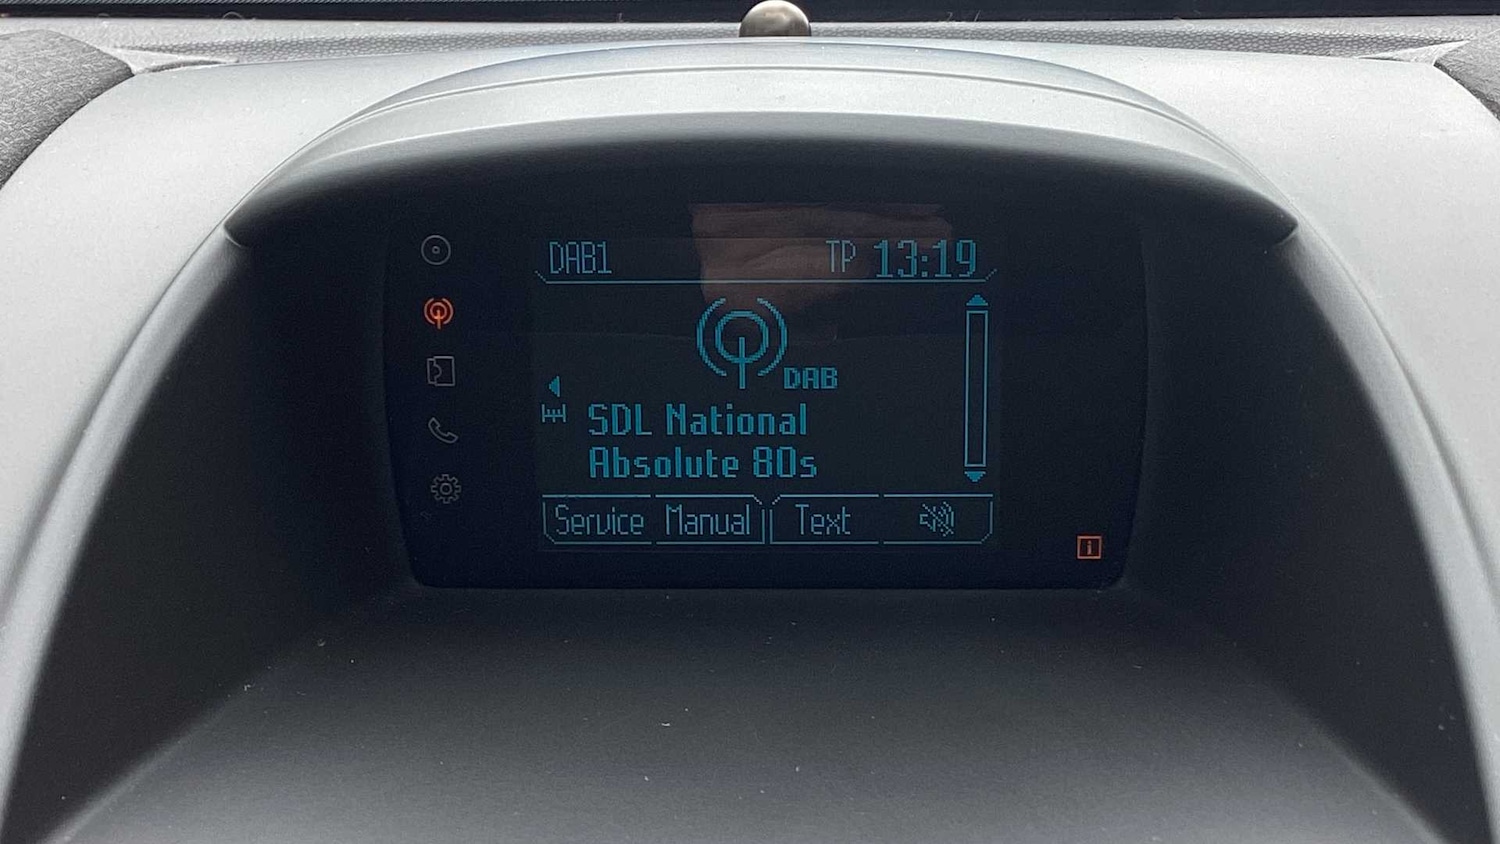 DAB1 TP 13:19
DAB
SDL National
Absolute 80s
Service Manual Text
i